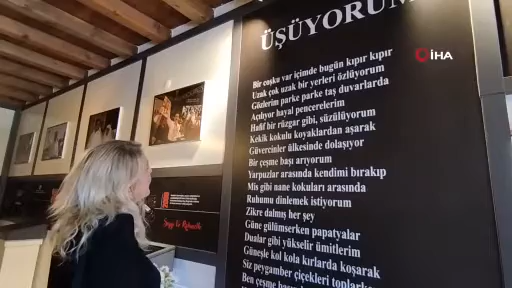 ÜŞÜYORUM
İHA
Bir coşku var içimde bugün kıpır kıpır
Uzak çok uzak bir yerleri özlüyorum
Gözlerim parke parke taş duvarlarda
Açılıyor hayal pencerelerim
Hafif bir rüzgar gibi, süzülüyorum
Kekik kokulu koyaklardan aşarak
Güvercinler ülkesinde dolaşıyor
Bir çeşme başı arıyorum
Yarpuzlar arasında kendimi bırakıp
Mis gibi nane kokuları arasında
Ruhumu dinlemek istiyorum
Zikre dalmış her şey
Güne gülümserken papatyalar
Dualar gibi yükselir ümitlerim
Güneşle kol kola kırlarda koşarak
Siz peygamber çiçekleri toplarken
Ben çeşme başı